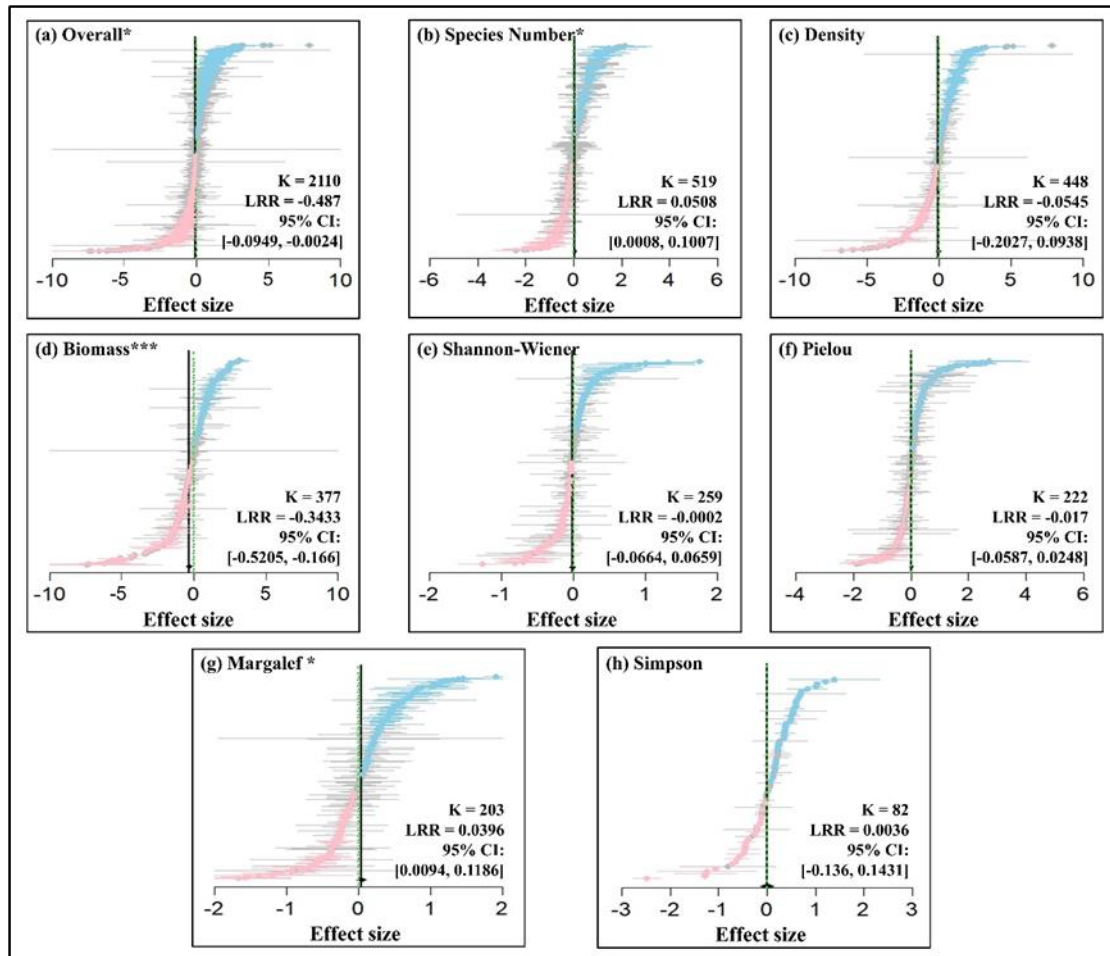 (a) Overall*
K = 2110
LRR = -0.487
95% CI:
[-0.0949, -0.0024]
-10 -5 0 5 10
Effect size
(b) Species Number*
K = 519
LRR = 0.0508
95% CI:
[0.0008, 0.1007]
-6 -4 -2 0 2 4 6
Effect size
(c) Density
K = 448
LRR = -0.0545
95% CI:
[-0.2027, 0.0938]
-10 -5 0 5 10
Effect size
(d) Biomass***
K = 377
LRR = -0.3433
95% CI:
[-0.5205, -0.166]
-10 -5 0 5 10
Effect size
(e) Shannon-Wiener
K = 259
LRR = -0.0002
95% CI:
[-0.0664, 0.0659]
-2 -1 0 1 2
Effect size
(f) Pielou
K = 222
LRR = -0.017
95% CI:
[-0.0587, 0.0248]
-4 -2 0 2 4 6
Effect size
(g) Margalef *
K = 203
LRR = 0.0396
95% CI:
[0.0094, 0.1186]
-2 -1 0 1 2
Effect size
(h) Simpson
K = 82
LRR = 0.0036
95% CI:
[-0.136, 0.1431]
-3 -2 -1 0 1 2 3
Effect size